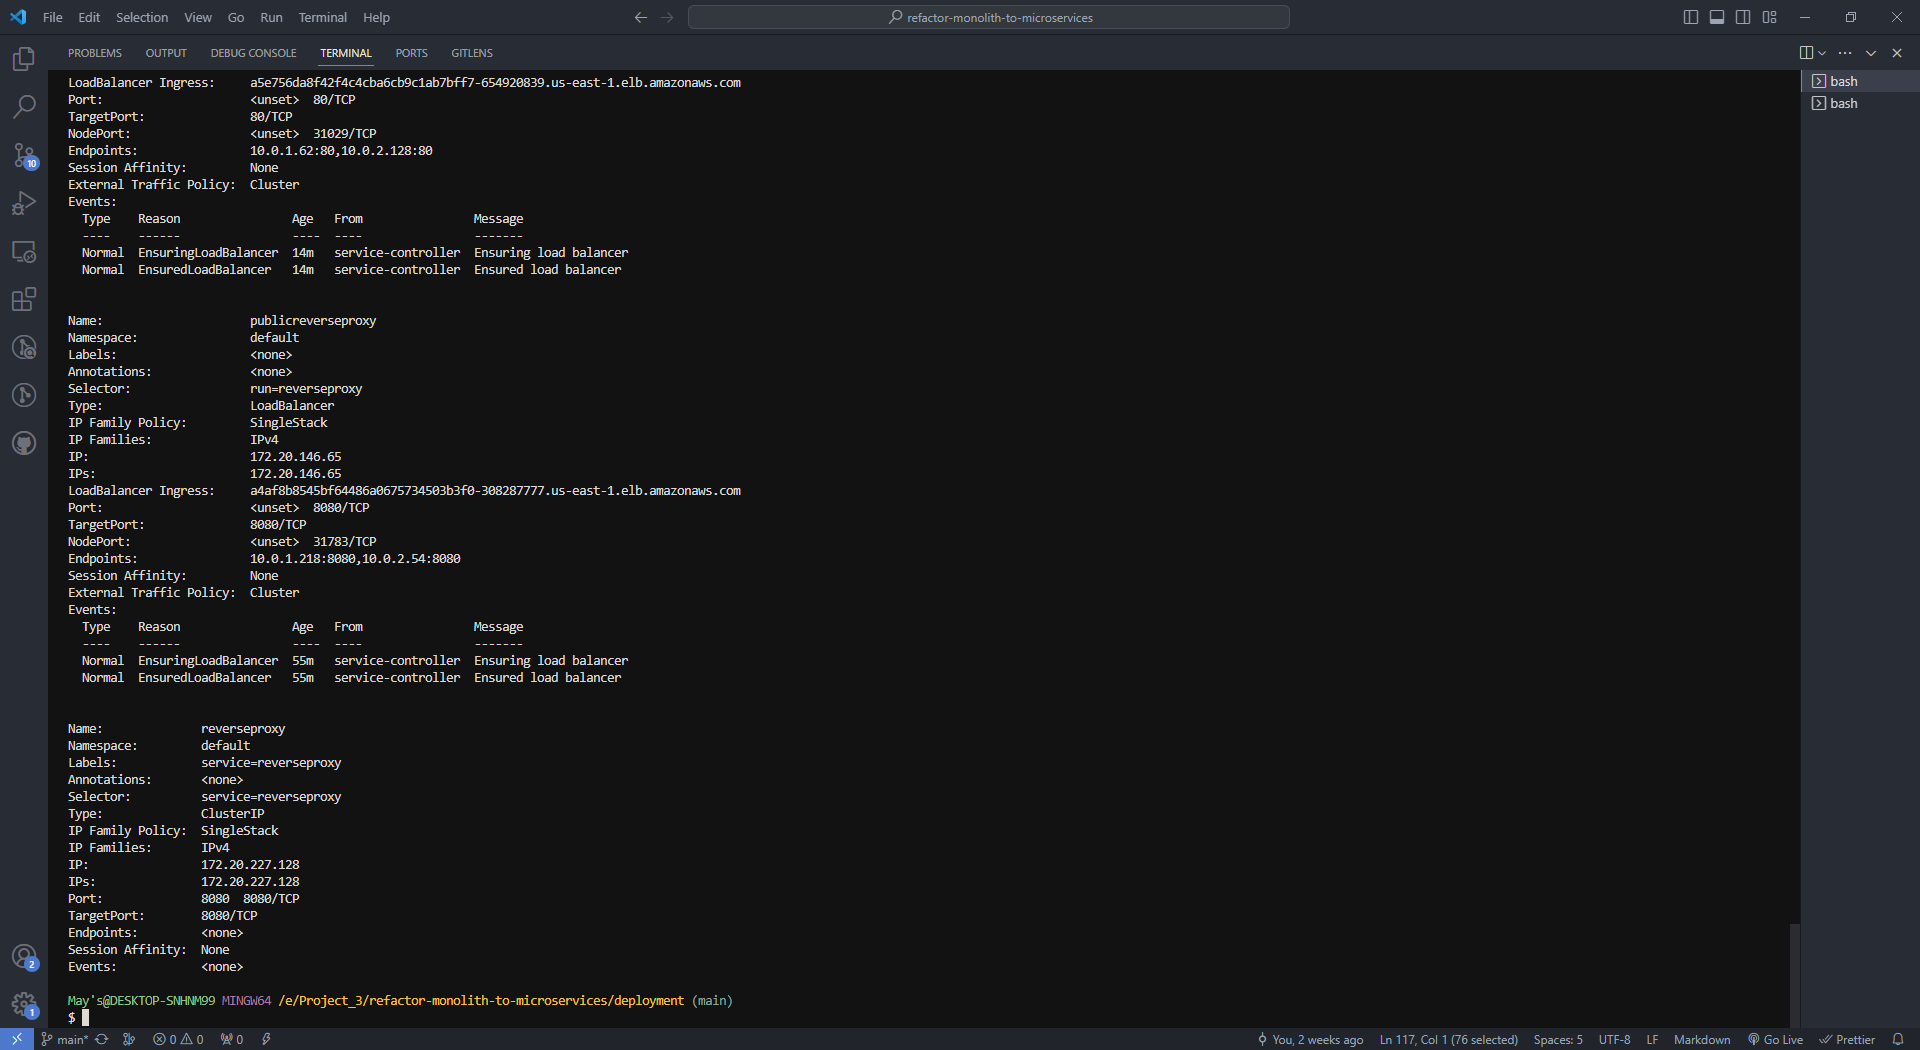 File Edit Selection View Go Run Terminal Help refactor-monolith-to-microservices
PROBLEMS OUTPUT DEBUG CONSOLE TERMINAL PORTS GITLENS
LoadBalancer Ingress: a5e756da8f42f4c4cba6cb9c1ab7bff7-654920839.us-east-1.elb.amazonaws.com
Port: <unset> 80/TCP
TargetPort: 80/TCP
NodePort: <unset> 31029/TCP
Endpoints: 10.0.1.62:80,10.0.2.128:80
Session Affinity: None
External Traffic Policy: Cluster
Events:
Type Reason Age From Message
---- ------ ---- ---- -------
Normal EnsuringLoadBalancer 14m service-controller Ensuring load balancer
Normal EnsuredLoadBalancer 14m service-controller Ensured load balancer
Name: publicreverseproxy
Namespace: default
Labels: <none>
Annotations: <none>
Selector: run=reverseproxy
Type: LoadBalancer
IP Family Policy: SingleStack
IP Families: IPv4
IP: 172.20.146.65
IPs: 172.20.146.65
LoadBalancer Ingress: a4af8b8545bf64486a0675734503b3f0-308287777.us-east-1.elb.amazonaws.com
Port: <unset> 8080/TCP
TargetPort: 8080/TCP
NodePort: <unset> 31783/TCP
Endpoints: 10.0.1.218:8080,10.0.2.54:8080
Session Affinity: None
External Traffic Policy: Cluster
Events:
Type Reason Age From Message
---- ------ ---- ---- -------
Normal EnsuringLoadBalancer 55m service-controller Ensuring load balancer
Normal EnsuredLoadBalancer 55m service-controller Ensured load balancer
Name: reverseproxy
Namespace: default
Labels: service=reverseproxy
Annotations: <none>
Selector: service=reverseproxy
Type: ClusterIP
IP Family Policy: SingleStack
IP Families: IPv4
IP: 172.20.227.128
IPs: 172.20.227.128
Port: 8080 8080/TCP
TargetPort: 8080/TCP
Endpoints: <none>
Session Affinity: None
Events: <none>
May's@DESKTOP-SNHNM99 MINGW64 /e/Project_3/refactor-monolith-to-microservices/deployment (main)
$
bash
bash
10
2
1
main* 0 0 0 You, 2 weeks ago Ln 117, Col 1 (76 selected) Spaces: 5 UTF-8 LF Markdown Go Live Prettier